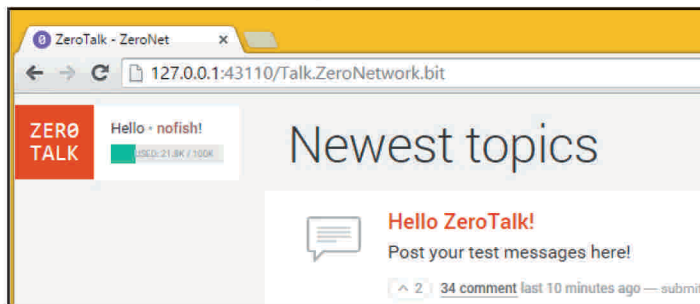 ZeroTalk - ZeroNet
127.0.0.1:43110/Talk.ZeroNetwork.bit
ZERO
TALK
Hello • nofish!
USED: 21.8K / 100K
Newest topics
Hello ZeroTalk!
Post your test messages here!
2 34 comment last 10 minutes ago — submit